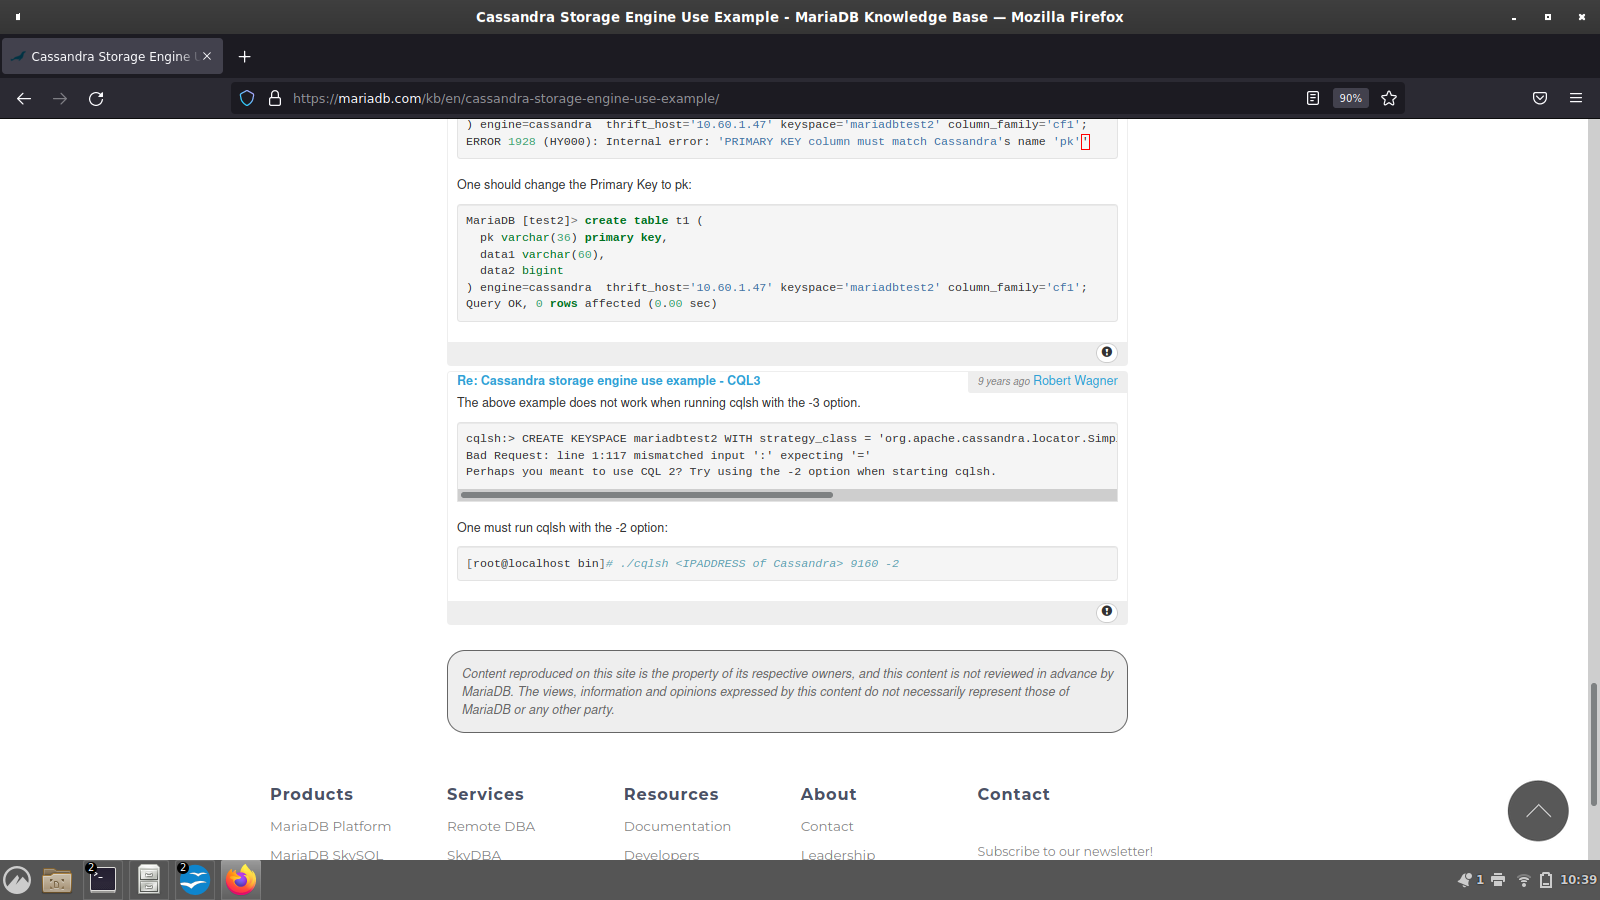 Cassandra Storage Engine Use Example - MariaDB Knowledge Base — Mozilla Firefox
Cassandra Storage Engine
https://mariadb.com/kb/en/cassandra-storage-engine-use-example/
90%
) engine=cassandra  thrift_host='10.60.1.47' keyspace='mariadbtest2' column_family='cf1';
ERROR 1928 (HY000): Internal error: 'PRIMARY KEY column must match Cassandra's name 'pk''
One should change the Primary Key to pk:
MariaDB [test2]> create table t1 (
  pk varchar(36) primary key,
  data1 varchar(60),
  data2 bigint
) engine=cassandra  thrift_host='10.60.1.47' keyspace='mariadbtest2' column_family='cf1';
Query OK, 0 rows affected (0.00 sec)
Re: Cassandra storage engine use example - CQL3
9 years ago Robert Wagner
The above example does not work when running cqlsh with the -3 option.
cqlsh:> CREATE KEYSPACE mariadbtest2 WITH strategy_class = 'org.apache.cassandra.locator.Simp
Bad Request: line 1:117 mismatched input ':' expecting '='
Perhaps you meant to use CQL 2? Try using the -2 option when starting cqlsh.
One must run cqlsh with the -2 option:
[root@localhost bin]# ./cqlsh <IPADDRESS of Cassandra> 9160 -2
Content reproduced on this site is the property of its respective owners, and this content is not reviewed in advance by
MariaDB. The views, information and opinions expressed by this content do not necessarily represent those of
MariaDB or any other party.
Products Services Resources About Contact
MariaDB Platform Remote DBA Documentation Contact
MariaDB SkySQL SkyDBA Developers Leadership Subscribe to our newsletter!
2 2 1 10:39